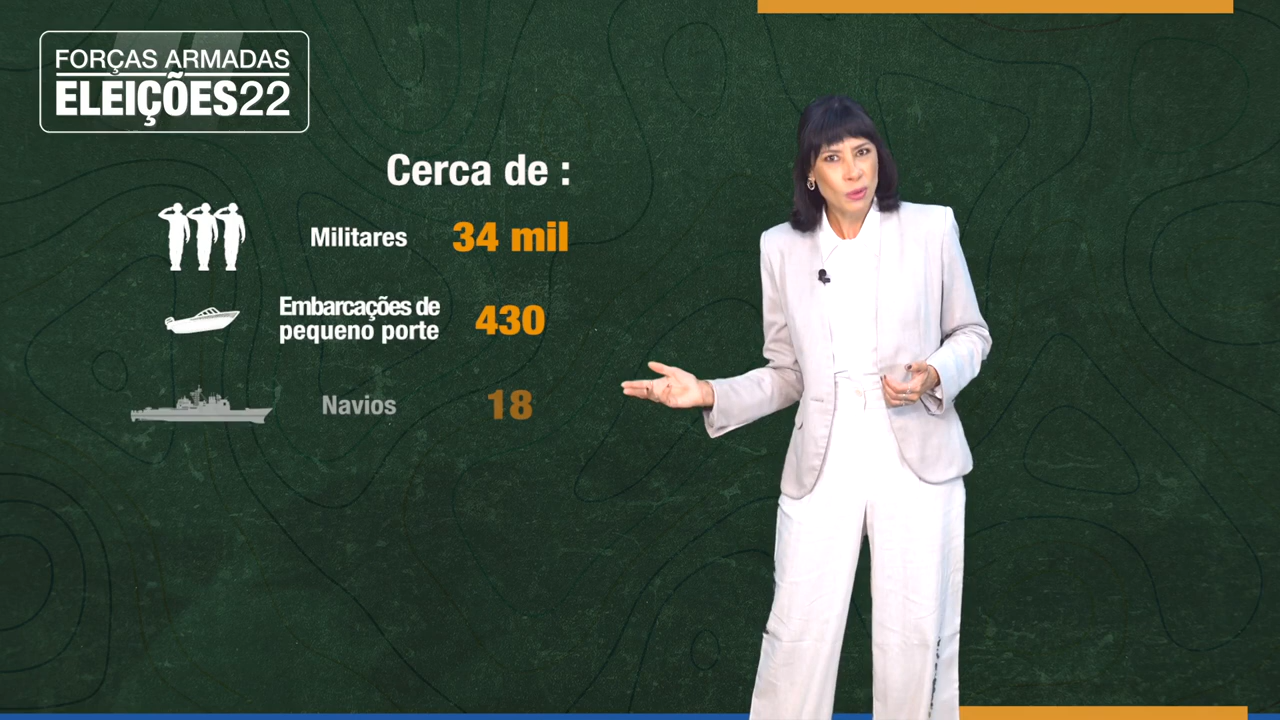 FORÇAS ARMADAS
ELEIÇÕES22
Cerca de :
Militares 34 mil
Embarcações de
pequeno porte 430
Navios 18